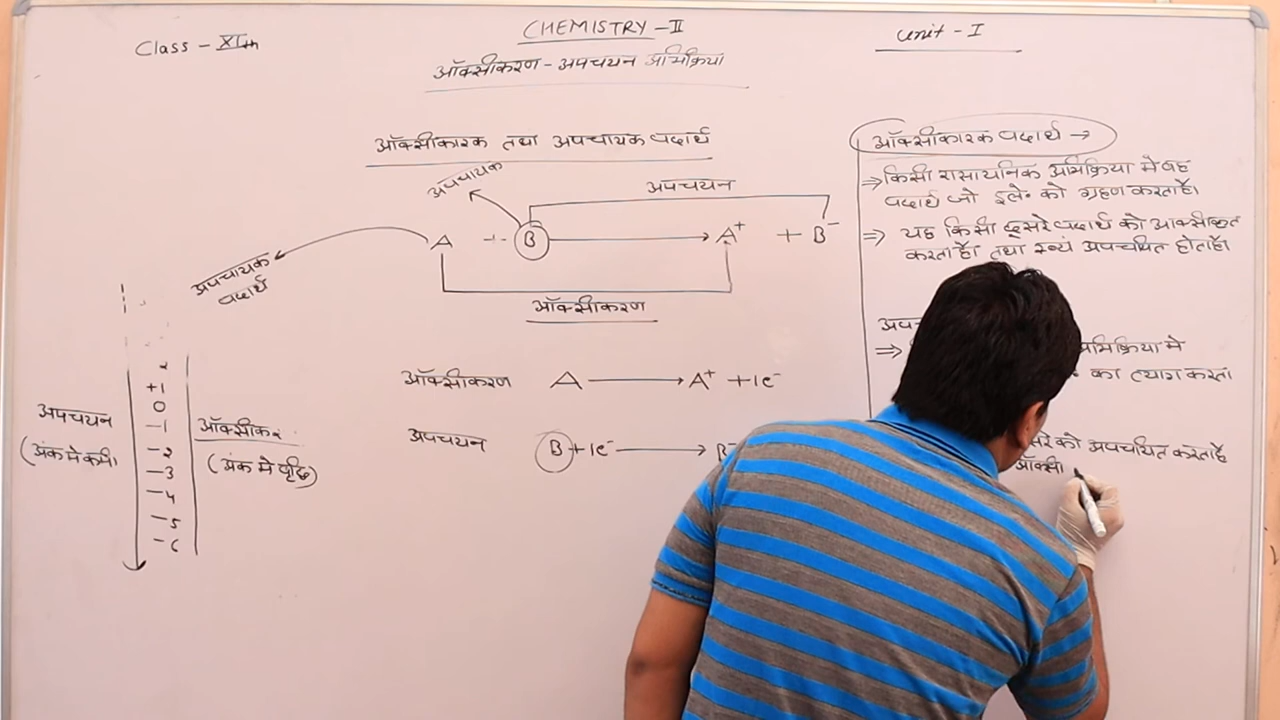 Class - XIth
CHEMISTRY-II
Unit - I
ऑक्सीकरण-अपचयन अभिक्रिया
ऑक्सीकारक तथा अपचायक पदार्थ
अपचायक
अपचयन
A + B → A⁺ + B⁻
ऑक्सीकरण
अपचायक
पदार्थ
ऑक्सीकरण A → A⁺ + 1e⁻
अपचयन B + 1e⁻ → B
+1
0
-1
-2
-3
-4
-5
-6
अपचयन
(अंक मे कमी)
ऑक्सीकर
(अंक मे वृद्धि)
ऑक्सीकारक पदार्थ →
⇒ किसी रासायनिक अभिक्रिया मे वह
पदार्थ जो इले॰ को ग्रहण करता है।
⇒ यह किसी दूसरे पदार्थ को आक्सीकृत
करता है। तथा स्वयं अपचयित होता है।
अप
⇒ अभिक्रिया मे
का त्याग करता
सरे को अपचयित करता है
ऑक्सी